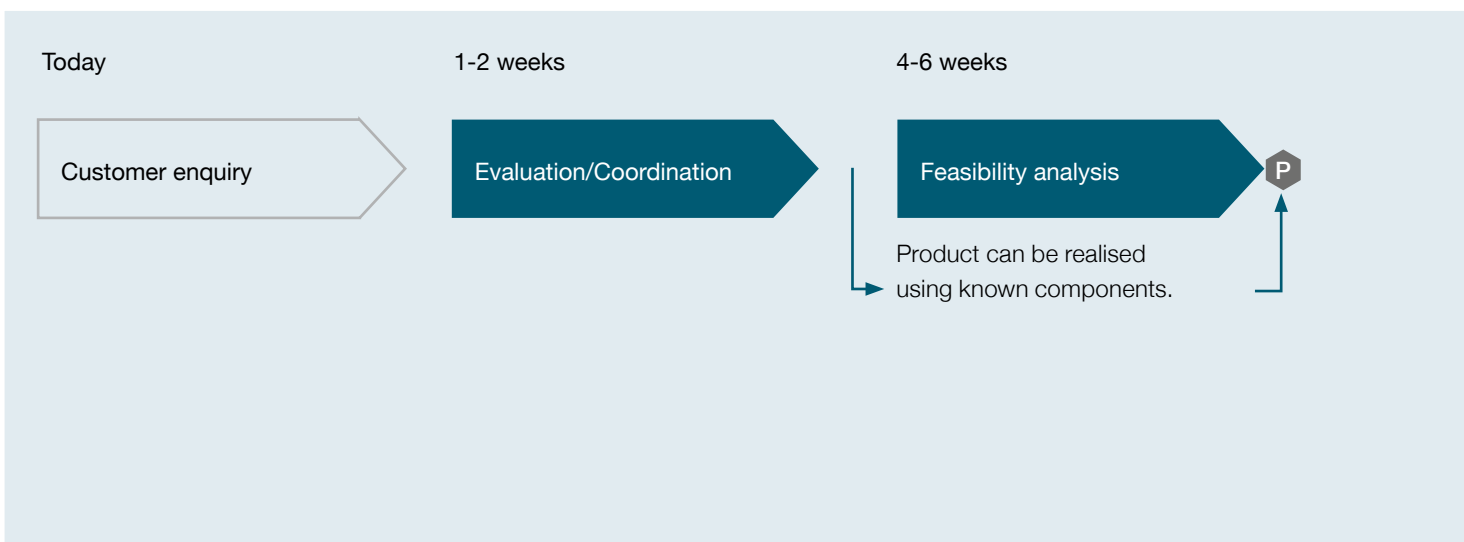 Today
1-2 weeks
4-6 weeks
Customer enquiry
Evaluation/Coordination
Feasibility analysis
P
Product can be realised
using known components.